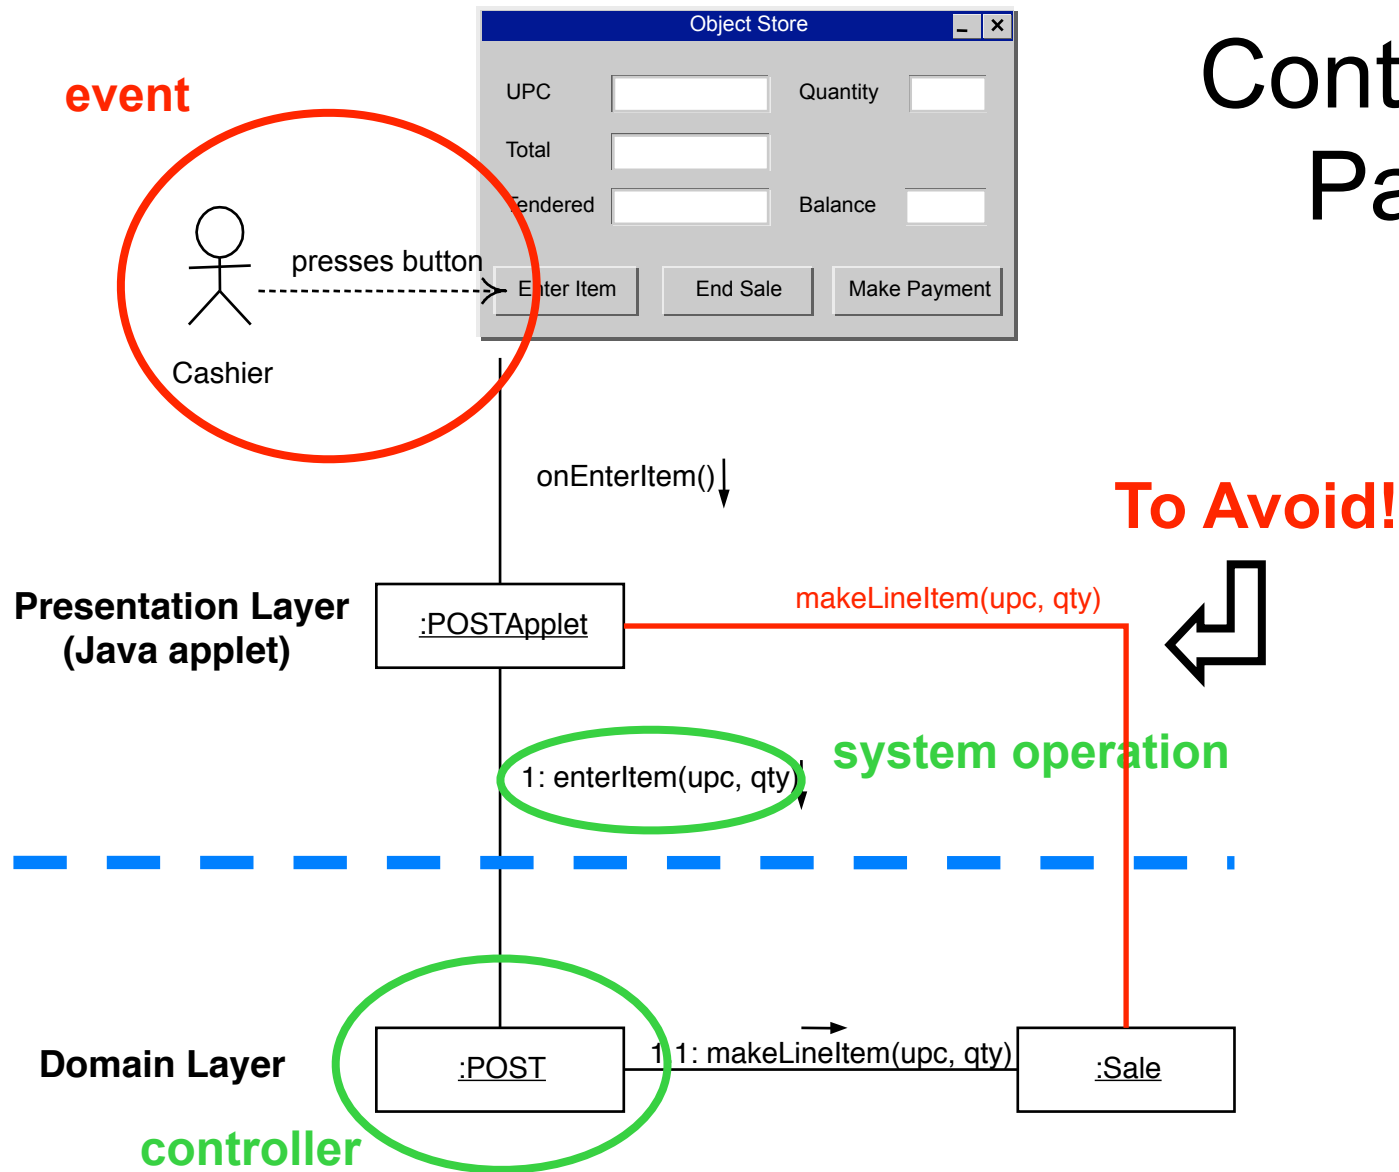 Object Store
Cont
Pa
event
UPC
Quantity
Total
Tendered
Balance
presses button
Enter Item
End Sale
Make Payment
Cashier
onEnterItem()
To Avoid!
Presentation Layer
(Java applet)
:POSTApplet
makeLineItem(upc, qty)
system operation
1: enterItem(upc, qty)
Domain Layer
:POST
1.1: makeLineItem(upc, qty)
:Sale
controller